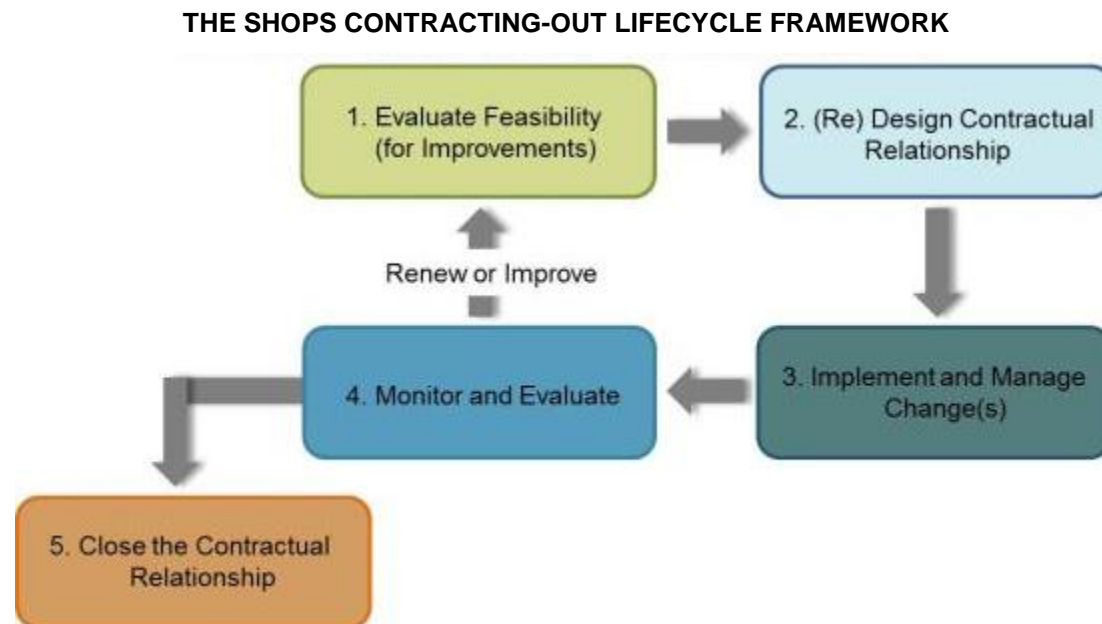 THE SHOPS CONTRACTING-OUT LIFECYCLE FRAMEWORK
1. Evaluate Feasibility
(for Improvements)
2. (Re) Design Contractual
Relationship
Renew or Improve
4. Monitor and Evaluate
3. Implement and Manage
Change(s)
5. Close the Contractual
Relationship